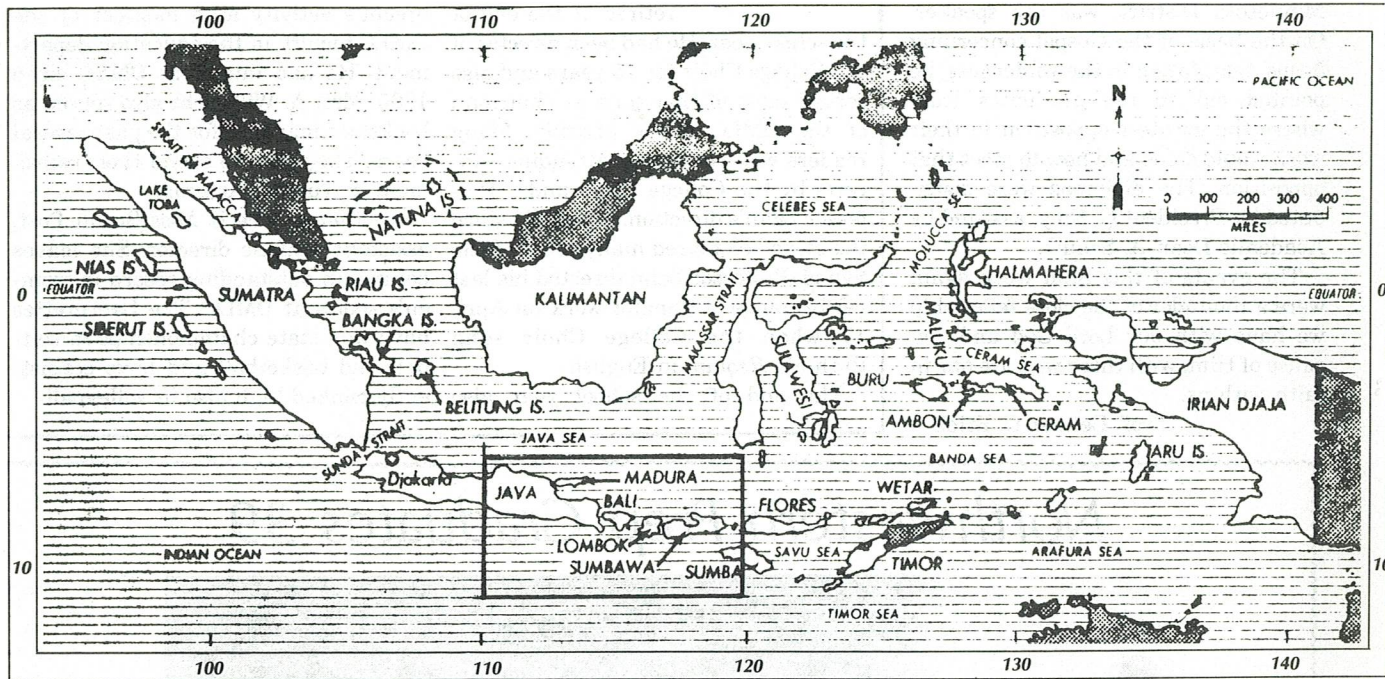 100 110 120 130 140
PACIFIC OCEAN
N
STRAIT OF MALACCA
LAKE TOBA
NATUNA IS.
CELEBES SEA
MOLUCCA SEA
0 100 200 300 400
MILES
NIAS IS.
HALMAHERA
0 EQUATOR
SUMATRA
RIAU IS.
KALIMANTAN
EQUATOR 0
SIBERUT IS.
BANGKA IS.
MAKASSAR STRAIT
SULAWESI
MALUKU
CERAM SEA
BURU
BELITUNG IS.
AMBON
CERAM
IRIAN DJAJA
JAVA SEA
SUNDA STRAIT
BANDA SEA
ARU IS.
Djakarta
JAVA
MADURA
BALI
FLORES
WETAR
INDIAN OCEAN
LOMBOK
SAVU SEA
ARAFURA SEA
10
SUMBAWA
SUMBA
TIMOR
10
TIMOR SEA
100 110 120 130 140